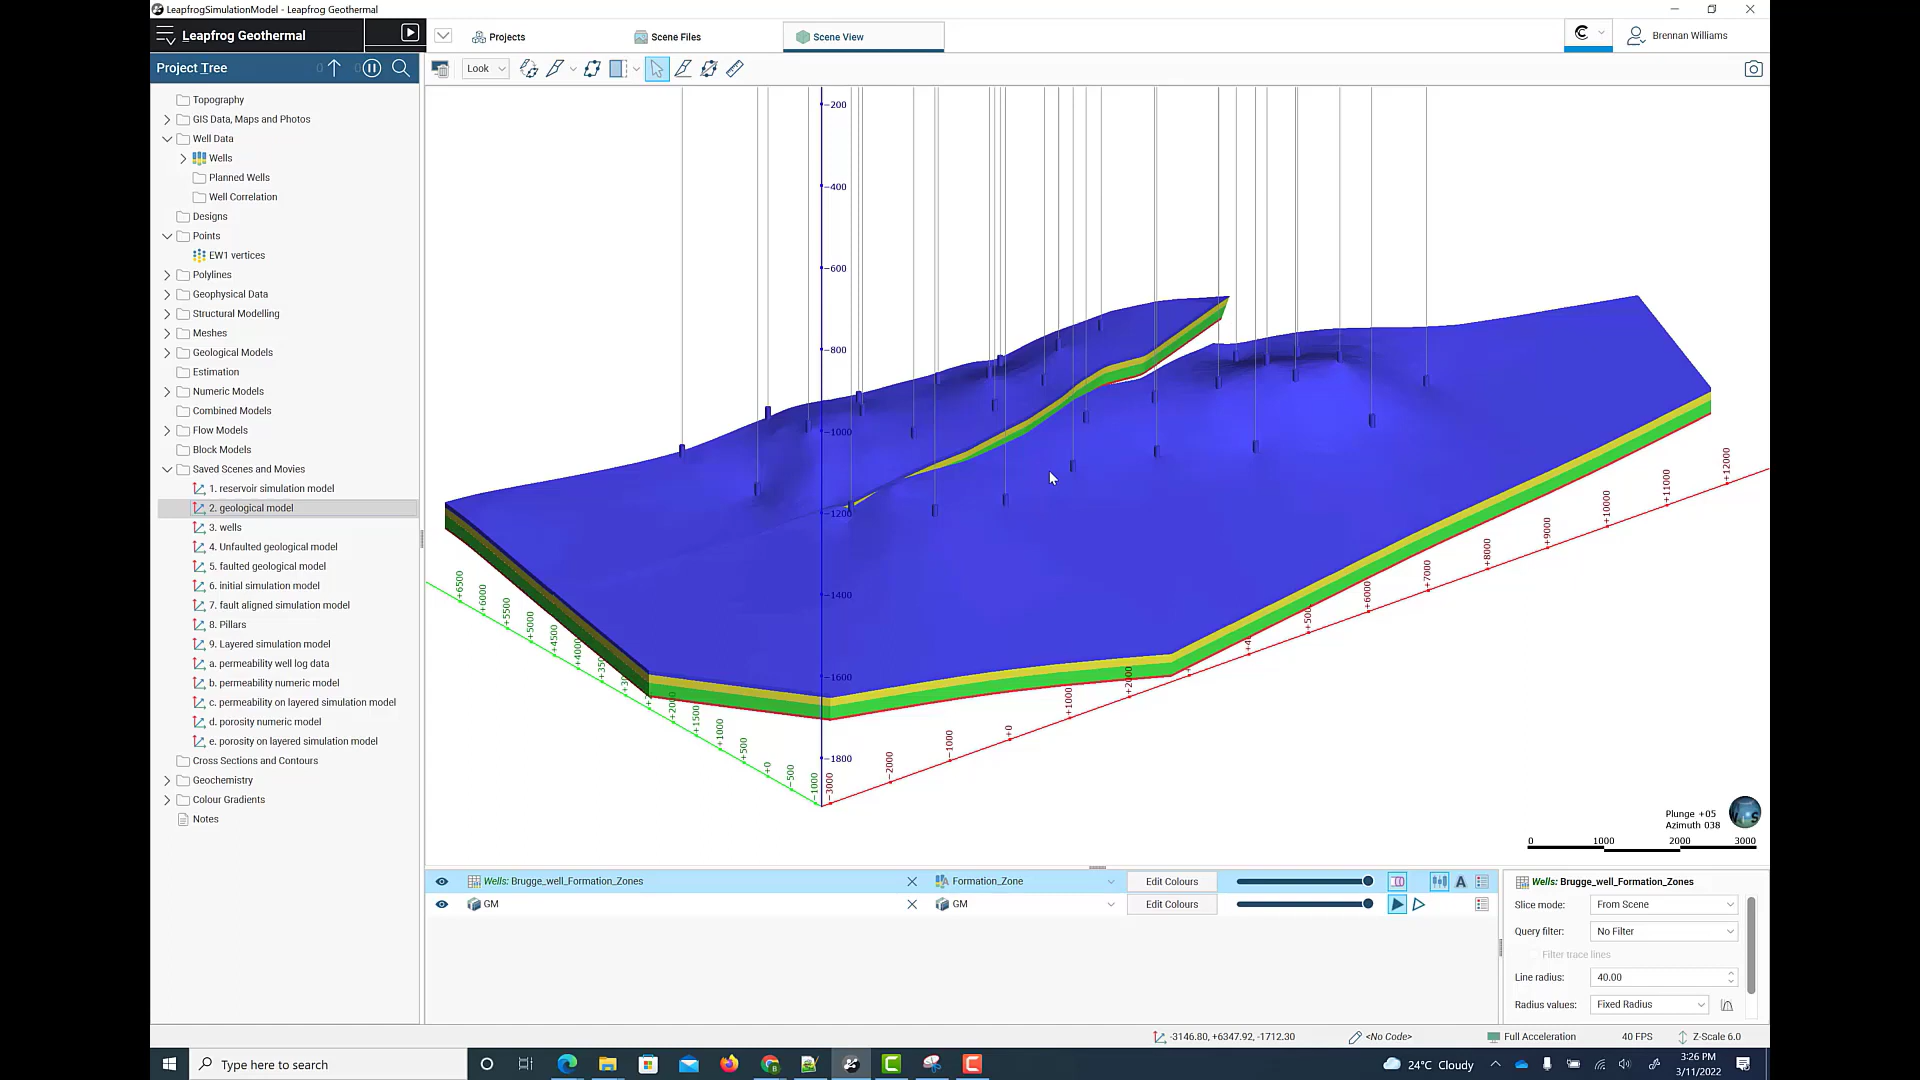 LeapfrogSimulationModel - Leapfrog Geothermal
Leapfrog Geothermal
Projects
Scene Files
Scene View
Brennan Williams
Project Tree
Look
Topography
GIS Data, Maps and Photos
Well Data
Wells
Planned Wells
Well Correlation
Designs
Points
EW1 vertices
Polylines
Geophysical Data
Structural Modelling
Meshes
Geological Models
Estimation
Numeric Models
Combined Models
Flow Models
Block Models
Saved Scenes and Movies
1. reservoir simulation model
2. geological model
3. wells
4. Unfaulted geological model
5. faulted geological model
6. initial simulation model
7. fault aligned simulation model
8. Pillars
9. Layered simulation model
a. permeability well log data
b. permeability numeric model
c. permeability on layered simulation model
d. porosity numeric model
e. porosity on layered simulation model
Cross Sections and Contours
Geochemistry
Colour Gradients
Notes
-200
-400
-600
-800
-1000
-1200
-1400
-1600
-1800
+6500
+6000
+5500
+5000
+4500
+4000
+2000
+1500
+1000
+500
+0
-500
-1000
-3000
-2000
-1000
+0
+1000
+2000
+6000
+7000
+8000
+9000
+10000
+11000
+12000
Plunge +05
Azimuth 038
0 1000 2000 3000
Wells: Brugge_well_Formation_Zones
Formation_Zone
Edit Colours
GM
GM
Edit Colours
Wells: Brugge_well_Formation_Zones
Slice mode: From Scene
Query filter: No Filter
Filter trace lines
Line radius: 40.00
Radius values: Fixed Radius
-3146.80, +6347.92, -1712.30
<No Code>
Full Acceleration
40 FPS
Z-Scale 6.0
Type here to search
24°C Cloudy
3:26 PM
3/11/2022